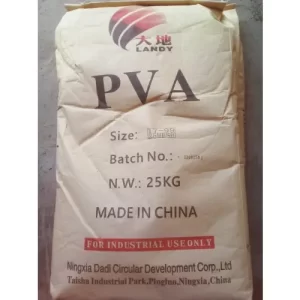 大地
LANDY
PVA
Size:
Batch No.:
N.W.: 25KG
MADE IN CHINA
FOR INDUSTRIAL USE ONLY
Ningxia Dadi Circular Development Corp.,Ltd
Taisha Industrial Park, Pingluo, Ningxia, China